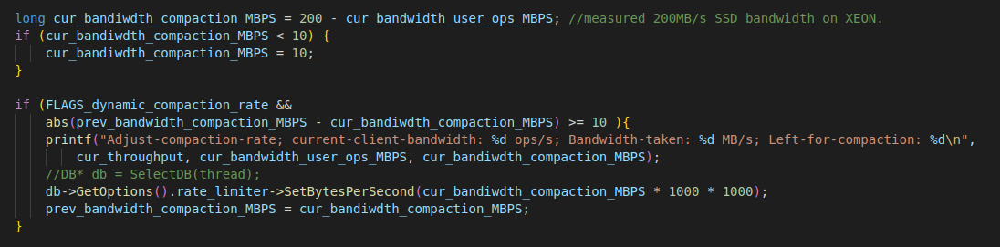 long cur_bandiwdth_compaction_MBPS = 200 - cur_bandwidth_user_ops_MBPS; //measured 200MB/s SSD bandwidth on XEON.
if (cur_bandiwdth_compaction_MBPS < 10) {
    cur_bandiwdth_compaction_MBPS = 10;
}

if (FLAGS_dynamic_compaction_rate &&
    abs(prev_bandwidth_compaction_MBPS - cur_bandiwdth_compaction_MBPS) >= 10 ){
    printf("Adjust-compaction-rate; current-client-bandwidth: %d ops/s; Bandwidth-taken: %d MB/s; Left-for-compaction: %d\n",
        cur_throughput, cur_bandwidth_user_ops_MBPS, cur_bandiwdth_compaction_MBPS);
    //DB* db = SelectDB(thread);
    db->GetOptions().rate_limiter->SetBytesPerSecond(cur_bandiwdth_compaction_MBPS * 1000 * 1000);
    prev_bandwidth_compaction_MBPS = cur_bandiwdth_compaction_MBPS;
}